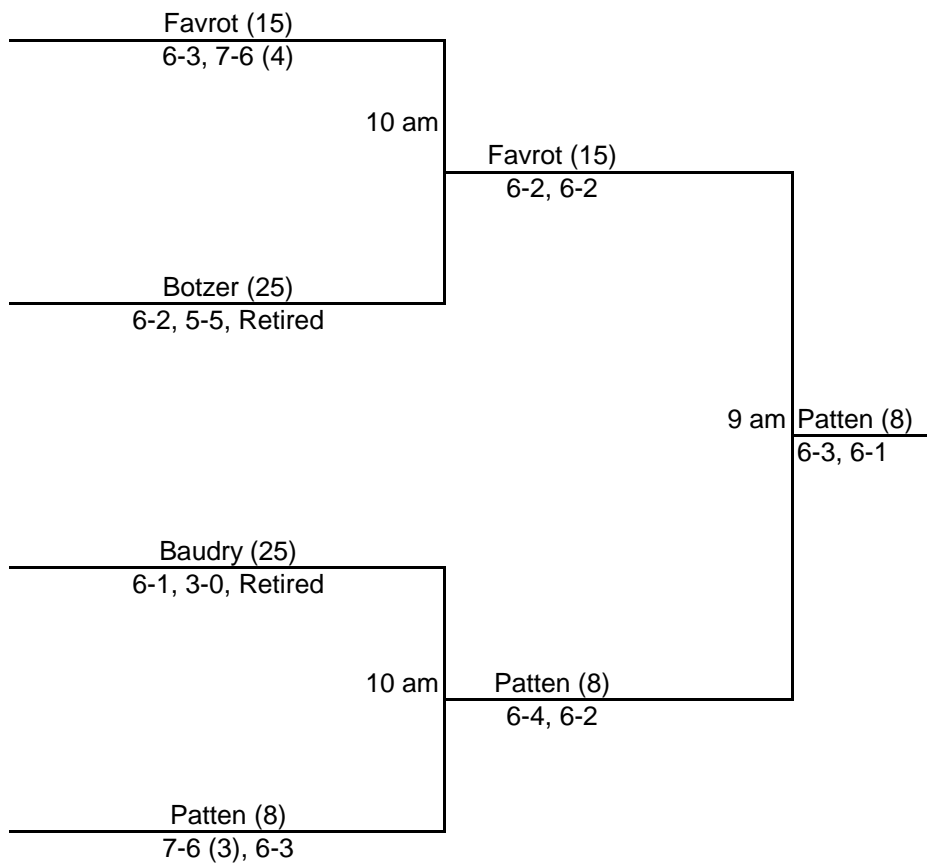 Favrot (15)
6-3, 7-6 (4)
10 am
Favrot (15)
6-2, 6-2
Botzer (25)
6-2, 5-5, Retired
9 am
Patten (8)
6-3, 6-1
Baudry (25)
6-1, 3-0, Retired
10 am
Patten (8)
6-4, 6-2
Patten (8)
7-6 (3), 6-3